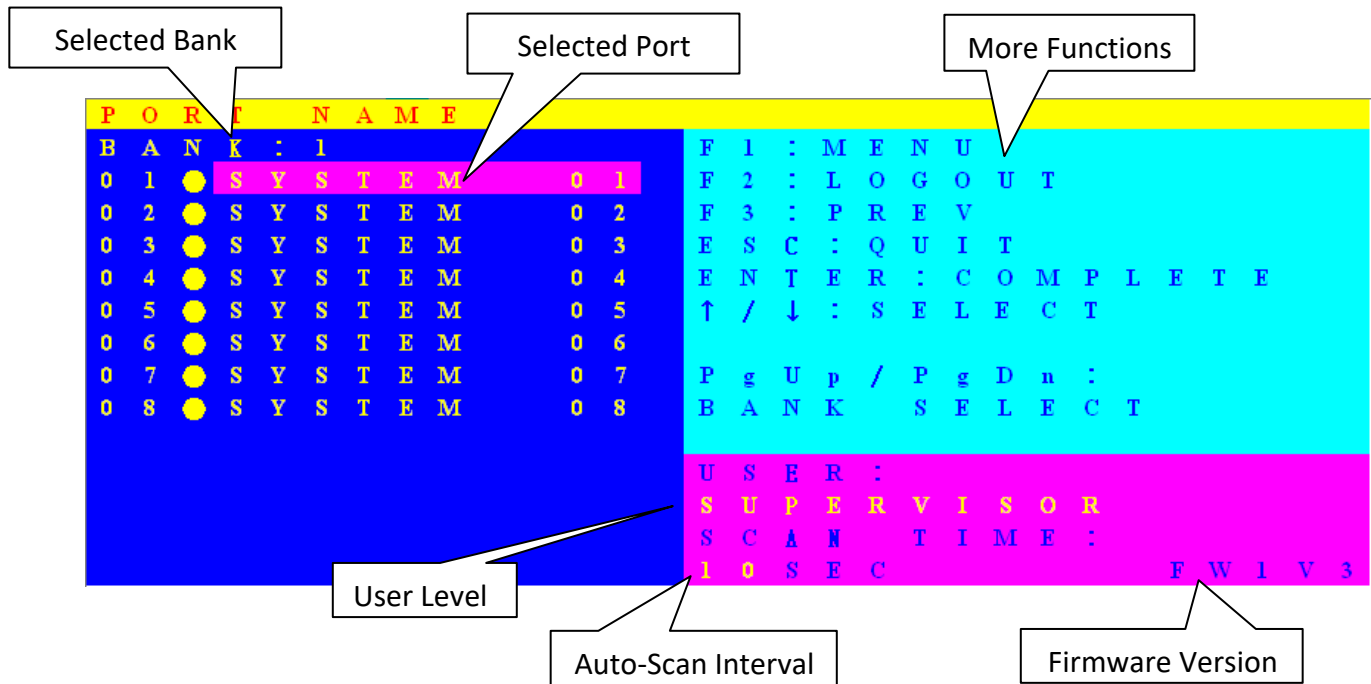 Selected Bank
Selected Port
More Functions
PORT NAME
BANK:1
01 ● SYSTEM 01
02 ● SYSTEM 02
03 ● SYSTEM 03
04 ● SYSTEM 04
05 ● SYSTEM 05
06 ● SYSTEM 06
07 ● SYSTEM 07
08 ● SYSTEM 08
F1:MENU
F2:LOGOUT
F3:PREV
ESC:QUIT
ENTER:COMPLETE
↑/↓:SELECT
PgUp/PgDn:
BANK SELECT
USER:
SUPERVISOR
SCAN TIME:
10SEC FW1V3
User Level
Auto-Scan Interval
Firmware Version